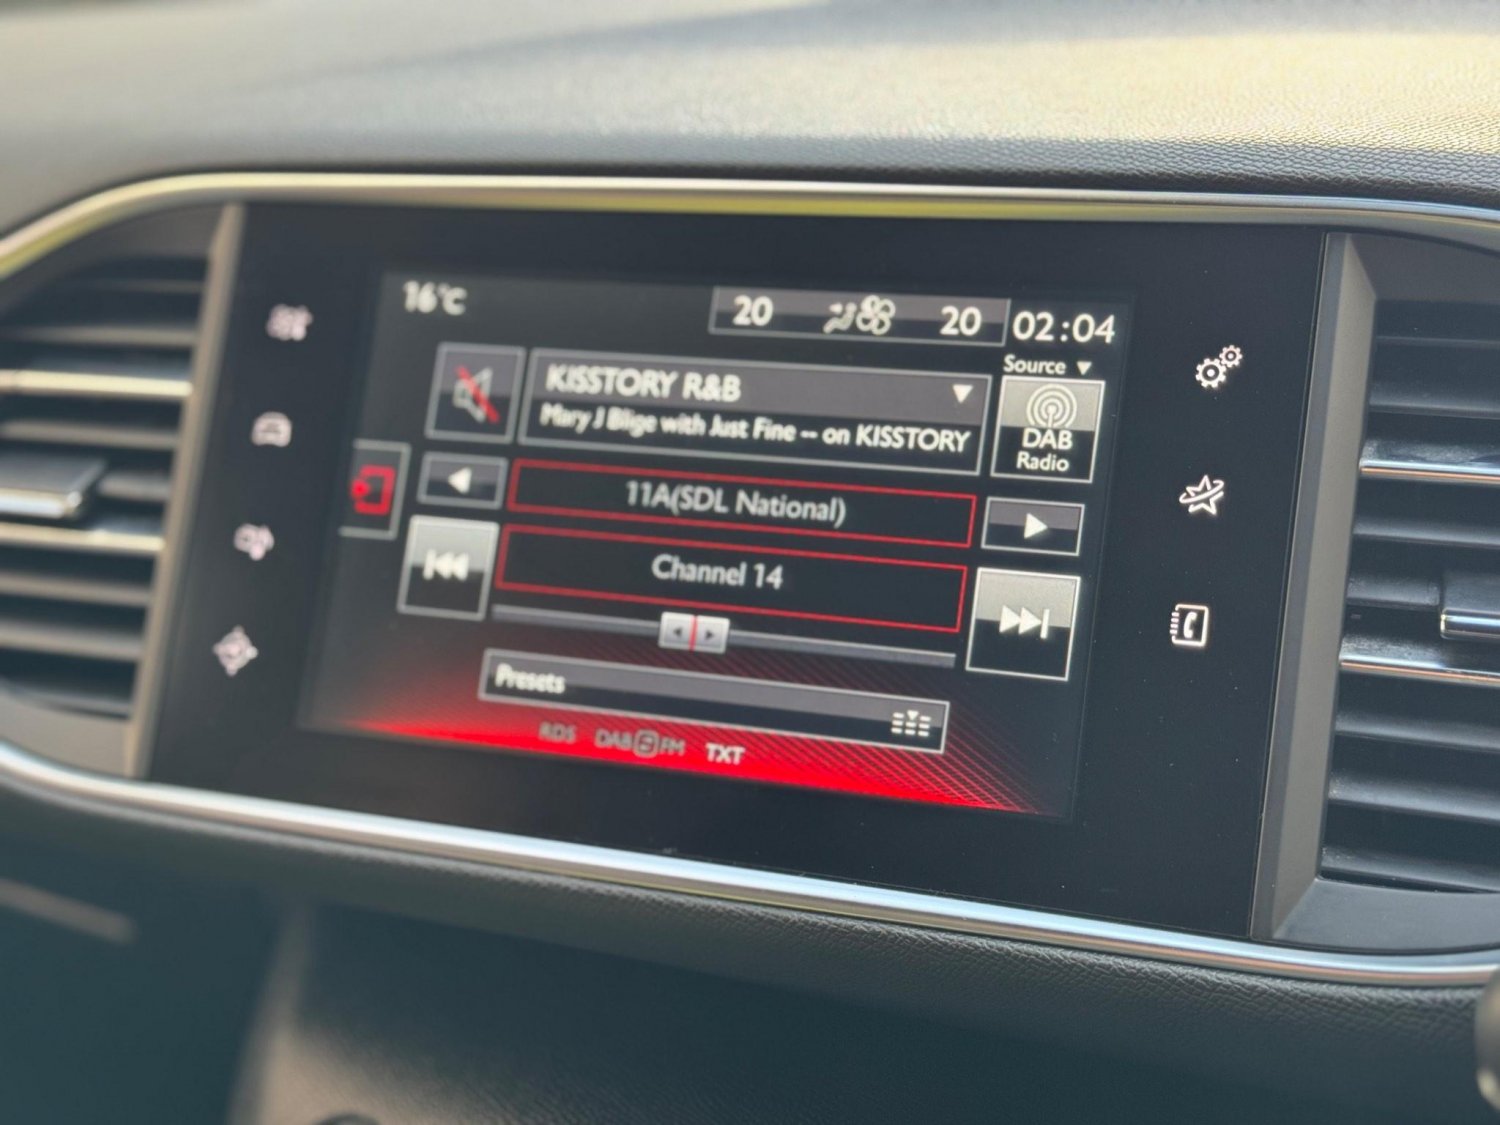 16°C
20 20 02:04
Source
KISSTORY R&B
Mary J Blige with Just Fine -- on KISSTORY
DAB
Radio
11A(SDL National)
Channel 14
Presets
RDS DAB FM TXT